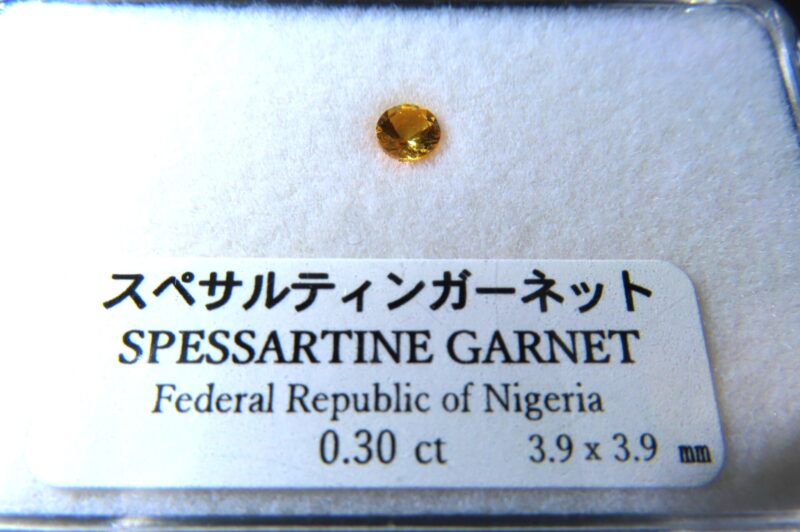 スペサルティンガーネット
SPESSARTINE GARNET
Federal Republic of Nigeria
0.30 ct 3.9 x 3.9 ㎜